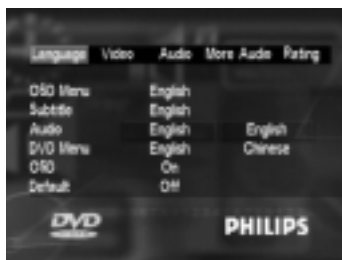 Language Video Audio More Audio Rating
OSD Menu English
Subtitle English
Audio English English
DVD Menu English Chinese
OSD On
Default Off
DVD PHILIPS